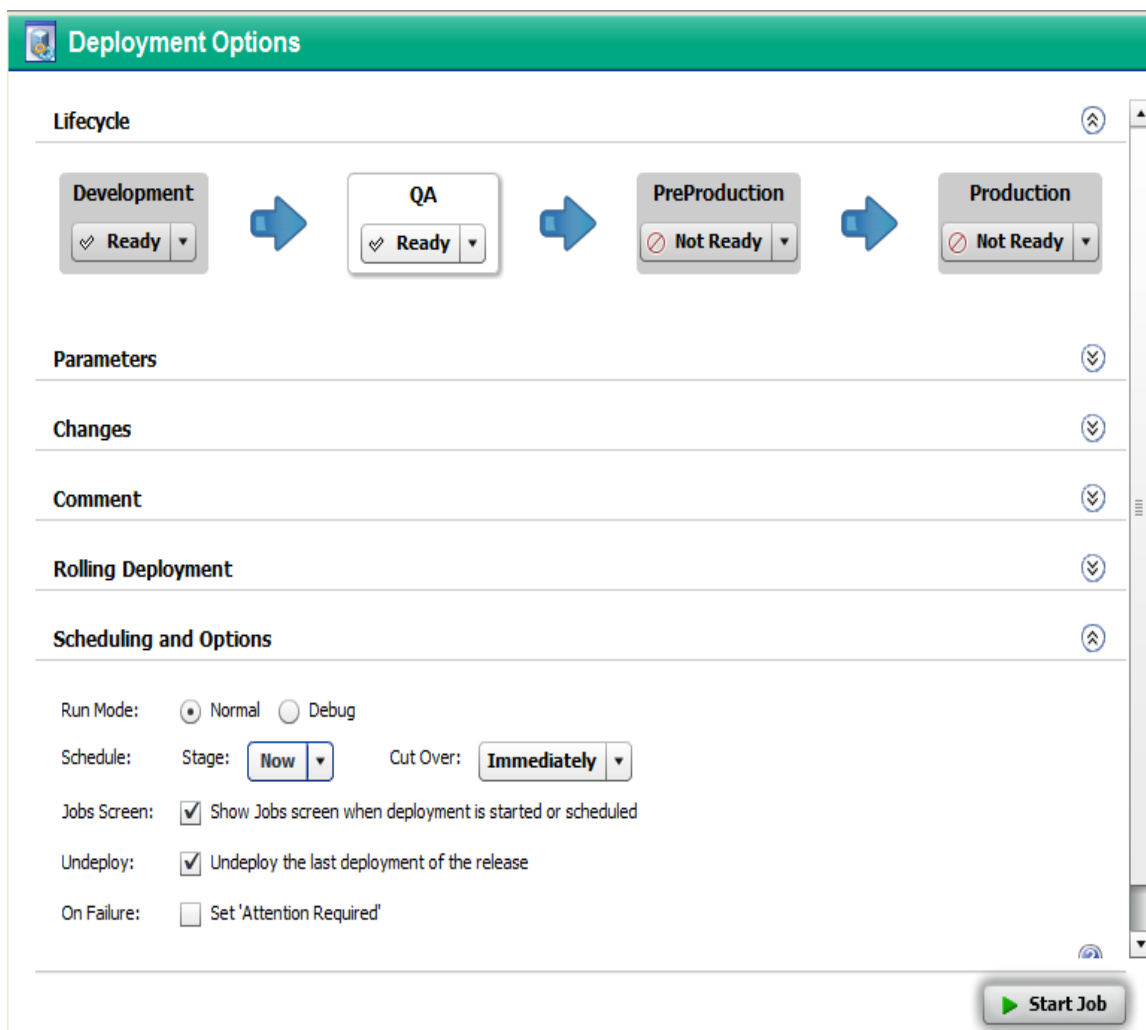 Deployment Options
Lifecycle
Development
QA
PreProduction
Production
Ready
Ready
Not Ready
Not Ready
Parameters
Changes
Comment
Rolling Deployment
Scheduling and Options
Run Mode: Normal Debug
Schedule: Stage: Now Cut Over: Immediately
Jobs Screen: Show Jobs screen when deployment is started or scheduled
Undeploy: Undeploy the last deployment of the release
On Failure: Set 'Attention Required'
Start Job